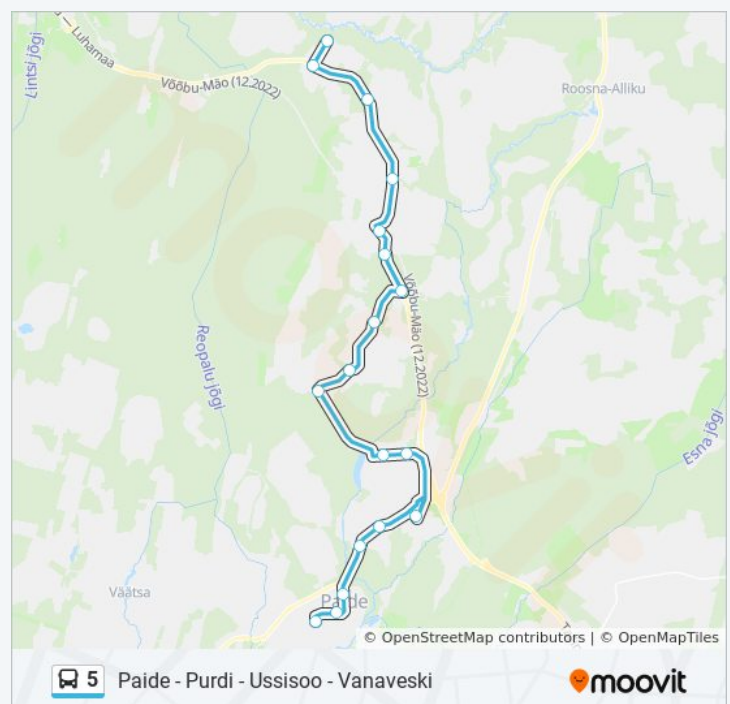 u — Luhamaa
Lintsi jõgi
Võõbu-Mäo (12.2022)
Roosna-Alliku
Võõbu-Mäo (12.2022)
Reopalu jõgi
Esna jõgi
Väätsa
Paide
T
© OpenStreetMap contributors | © OpenMapTiles
5 Paide - Purdi - Ussisoo - Vanaveski
moovit